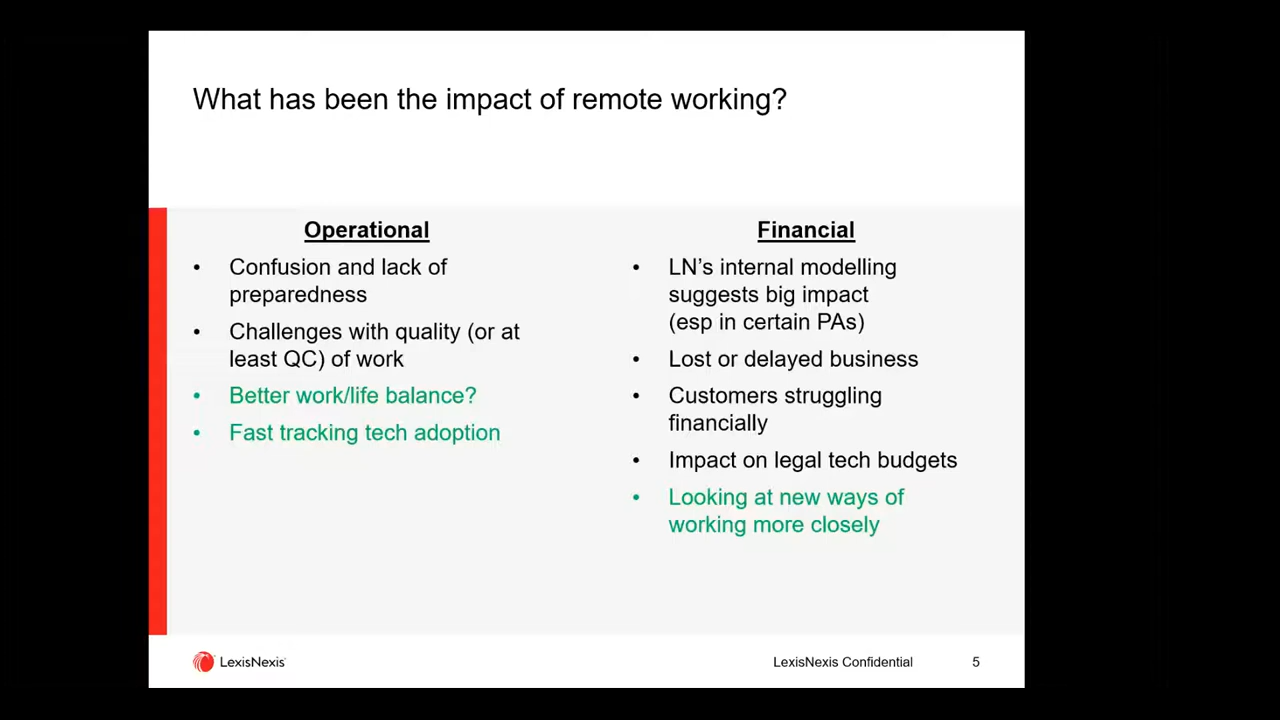 What has been the impact of remote working?
Operational
• Confusion and lack of
preparedness
• Challenges with quality (or at
least QC) of work
• Better work/life balance?
• Fast tracking tech adoption
Financial
• LN’s internal modelling
suggests big impact
(esp in certain PAs)
• Lost or delayed business
• Customers struggling
financially
• Impact on legal tech budgets
• Looking at new ways of
working more closely
LexisNexis
LexisNexis Confidential
5